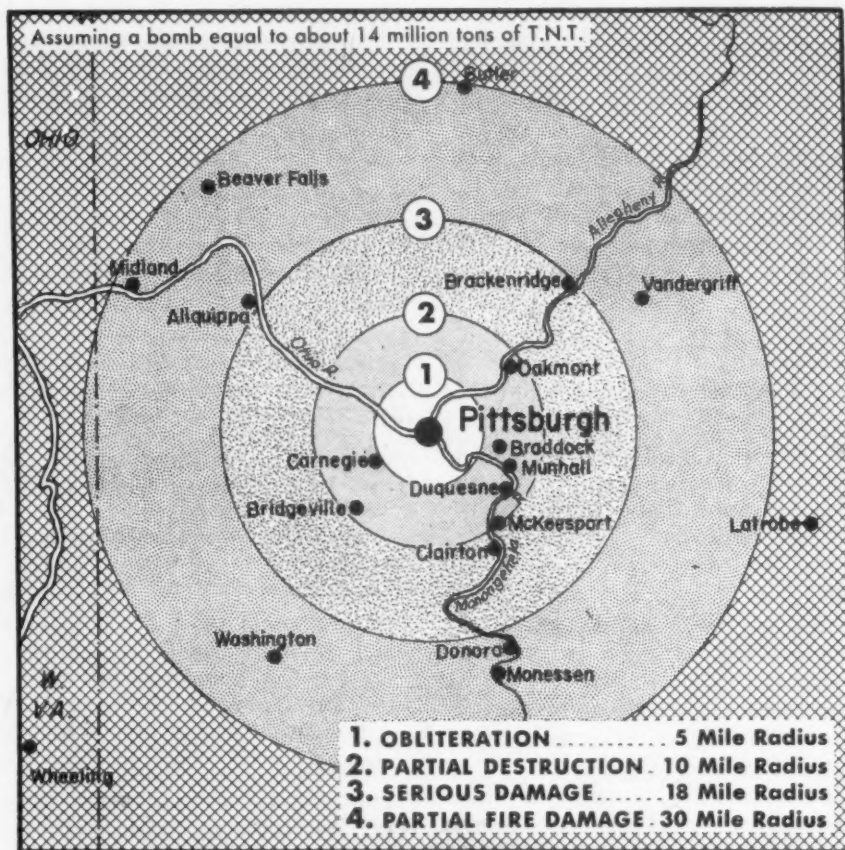 Assuming a bomb equal to about 14 million tons of T.N.T.
4
Butler
OHIO
Beaver Falls
3
Allegheny R.
Midland
Brackenridge
Vandergriff
Aliquippa
2
Ohio R.
Oakmont
1
Pittsburgh
Braddock
Carnegie
Munhall
Duquesne
Bridgeville
McKeesport
Latrobe
Clairton
Monongehela R.
Washington
Donora
Monessen
W.
VA.
Wheeling
1. OBLITERATION .......... 5 Mile Radius
2. PARTIAL DESTRUCTION . 10 Mile Radius
3. SERIOUS DAMAGE ....... 18 Mile Radius
4. PARTIAL FIRE DAMAGE . 30 Mile Radius